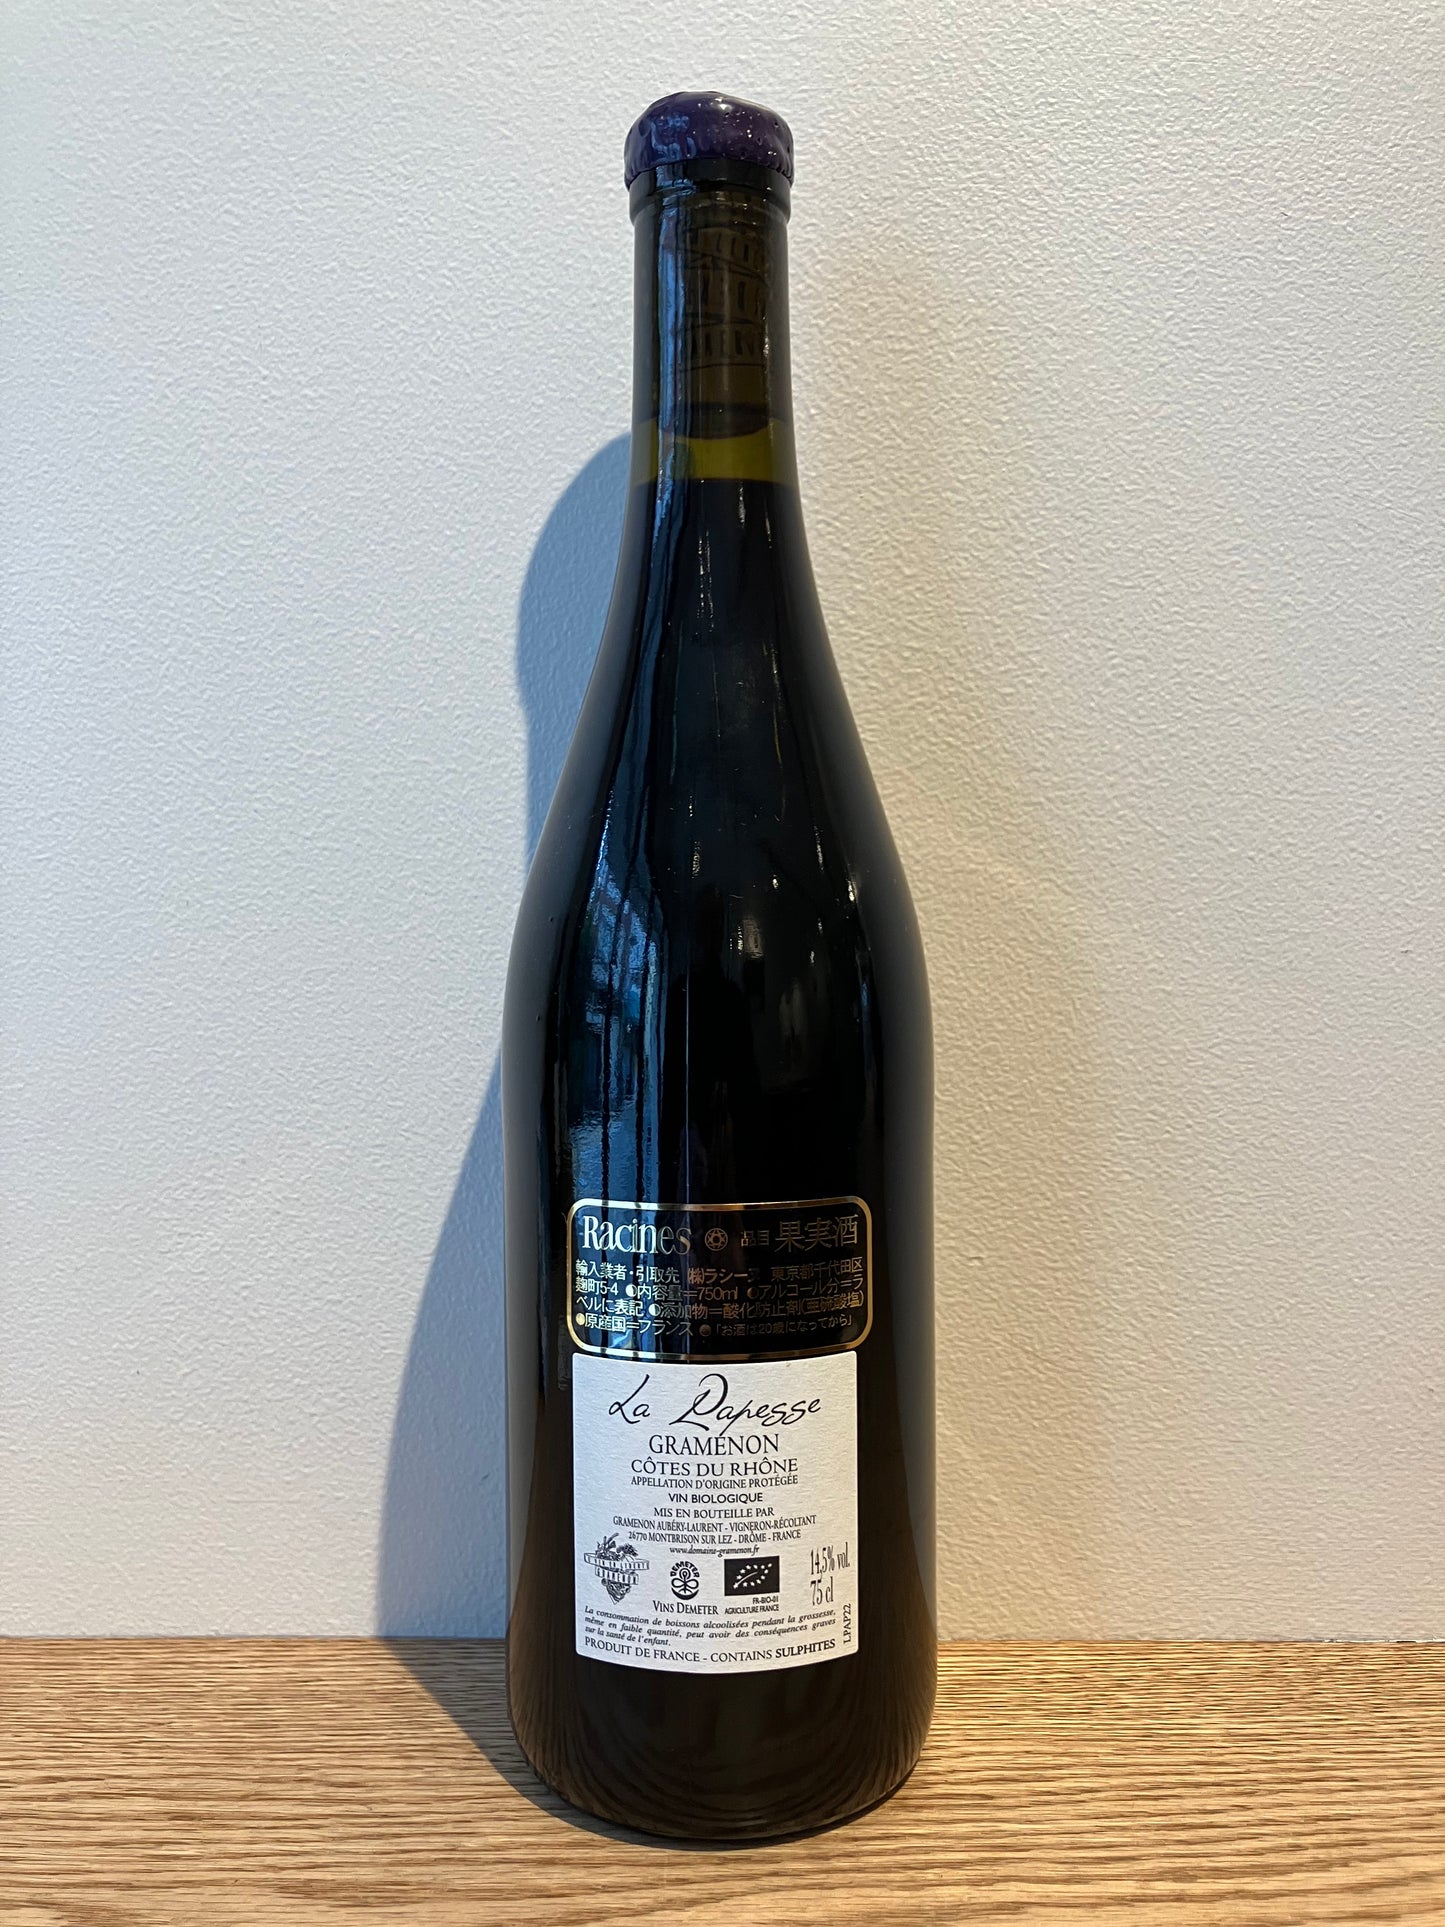 Racines 品目 果実酒
輸入業者・引取先 ㈱ラシーヌ 東京都千代田区
麹町5-4 ●内容量=750ml ●アルコール分=ラ
ベルに表記 ●添加物=酸化防止剤(亜硫酸塩)
●原産国=フランス ●「お酒は20歳になってから」
La Papesse
GRAMENON
CÔTES DU RHÔNE
APPELLATION D'ORIGINE PROTÉGÉE
VIN BIOLOGIQUE
MIS EN BOUTEILLE PAR
GRAMENON AUBÉRY-LAURENT - VIGNERON-RÉCOLTANT
26770 MONTBRISON SUR LEZ - DRÔME - FRANCE
www.domaine-gramenon.fr
LE VIN EN LIBERTÉ
GRAMENON
DEMETER
VINS DEMETER
FR-BIO-01
AGRICULTURE FRANCE
14,5% vol.
75 cl
La consommation de boissons alcoolisées pendant la grossesse,
même en faible quantité, peut avoir des conséquences graves
sur la santé de l'enfant.
PRODUIT DE FRANCE - CONTAINS SULPHITES
LPAP22